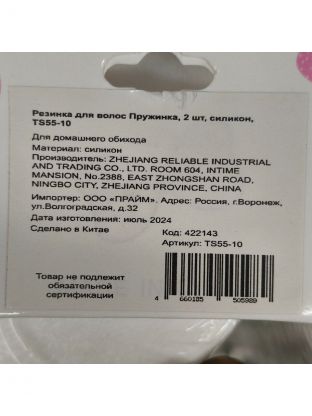 Резинка для волос Пружинка, 2 шт, силикон,
TS55-10
Для домашнего обихода
Материал: силикон
Производитель: ZHEJIANG RELIABLE INDUSTRIAL
AND TRADING CO., LTD. ROOM 604, INTIME
MANSION, No.2388, EAST ZHONGSHAN ROAD,
NINGBO CITY, ZHEJIANG PROVINCE, CHINA
Импортер: ООО «ПРАЙМ». Адрес: Россия, г.Воронеж,
ул.Волгоградская, д.32
Дата изготовления: июль 2024
Сделано в Китае
Код: 422143
Артикул: TS55-10
Товар не подлежит
обязательной
сертификации
4 660185 505989